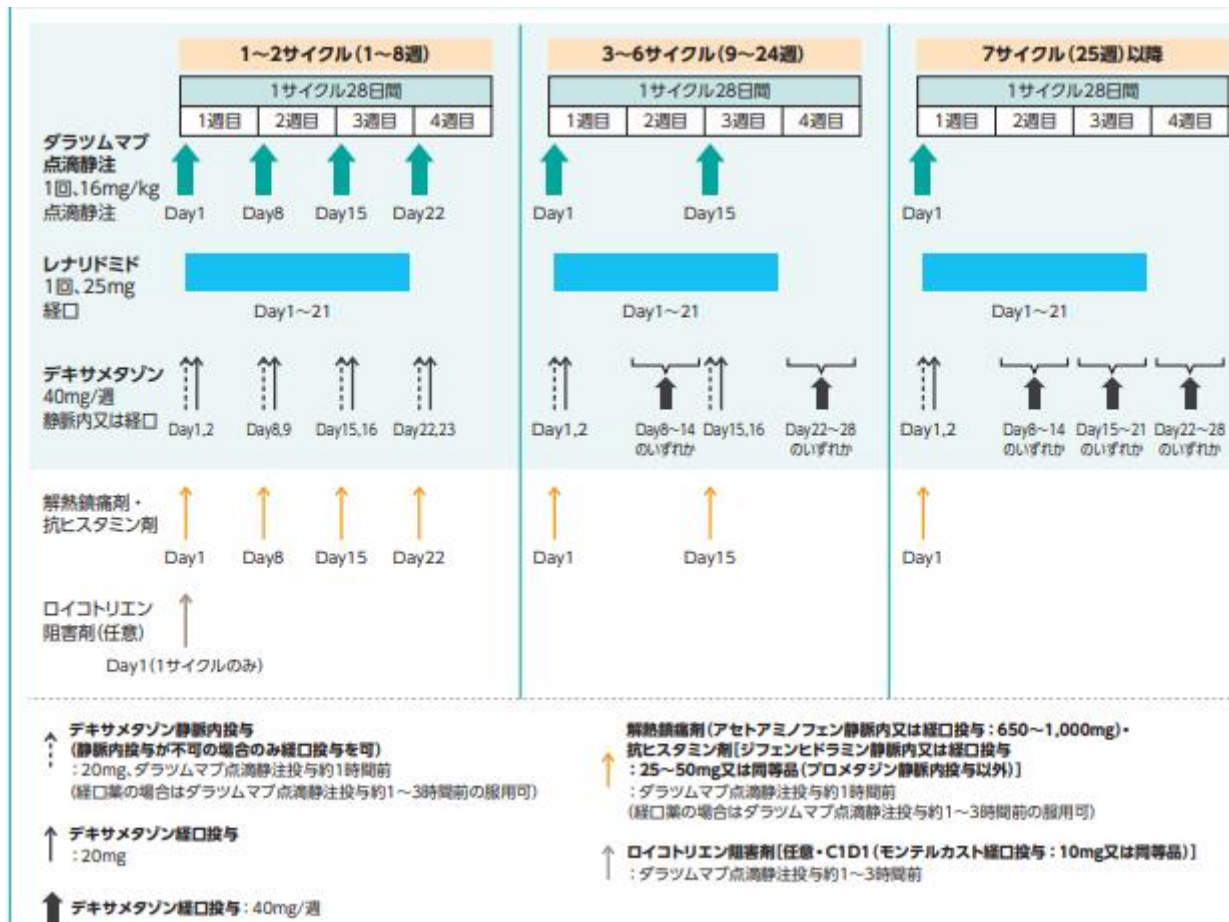 1～2サイクル(1～8週)
3～6サイクル(9～24週)
7サイクル(25週)以降
1サイクル28日間
1サイクル28日間
1サイクル28日間
1週目 2週目 3週目 4週目
1週目 2週目 3週目 4週目
1週目 2週目 3週目 4週目
ダラツムマブ
点滴静注
1回、16mg/kg
点滴静注
Day1 Day8 Day15 Day22
Day1 Day15
Day1
レナリドミド
1回、25mg
経口
Day1～21
Day1～21
Day1～21
デキサメタゾン
40mg/週
静脈内又は経口
Day1,2 Day8,9 Day15,16 Day22,23
Day1,2 Day8～14 Day15,16 Day22～28
のいずれか のいずれか
Day1,2 Day8～14 Day15～21 Day22～28
のいずれか のいずれか のいずれか
解熱鎮痛剤・
抗ヒスタミン剤
Day1 Day8 Day15 Day22
Day1 Day15
Day1
ロイコトリエン
阻害剤(任意)
Day1(1サイクルのみ)
デキサメタゾン静脈内投与
(静脈内投与が不可の場合のみ経口投与を可)
:20mg、ダラツムマブ点滴静注投与約1時間前
(経口薬の場合はダラツムマブ点滴静注投与約1～3時間前の服用可)
デキサメタゾン経口投与
:20mg
デキサメタゾン経口投与:40mg/週
解熱鎮痛剤(アセトアミノフェン静脈内又は経口投与:650～1,000mg)・
抗ヒスタミン剤[ジフェンヒドラミン静脈内又は経口投与
:25～50mg又は同等品(プロメタジン静脈内投与以外)]
:ダラツムマブ点滴静注投与約1時間前
(経口薬の場合はダラツムマブ点滴静注投与約1～3時間前の服用可)
ロイコトリエン阻害剤[任意・C1D1(モンテルカスト経口投与:10mg又は同等品)]
:ダラツムマブ点滴静注投与約1～3時間前